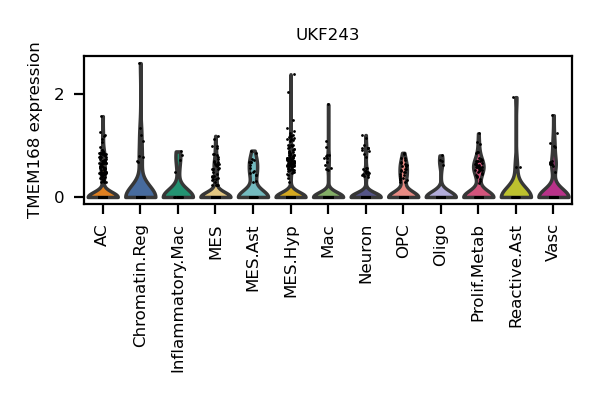 UKF243
TMEM168 expression
2
0
AC
Chromatin.Reg
Inflammatory.Mac
MES
MES.Ast
MES.Hyp
Mac
Neuron
OPC
Oligo
Prolif.Metab
Reactive.Ast
Vasc